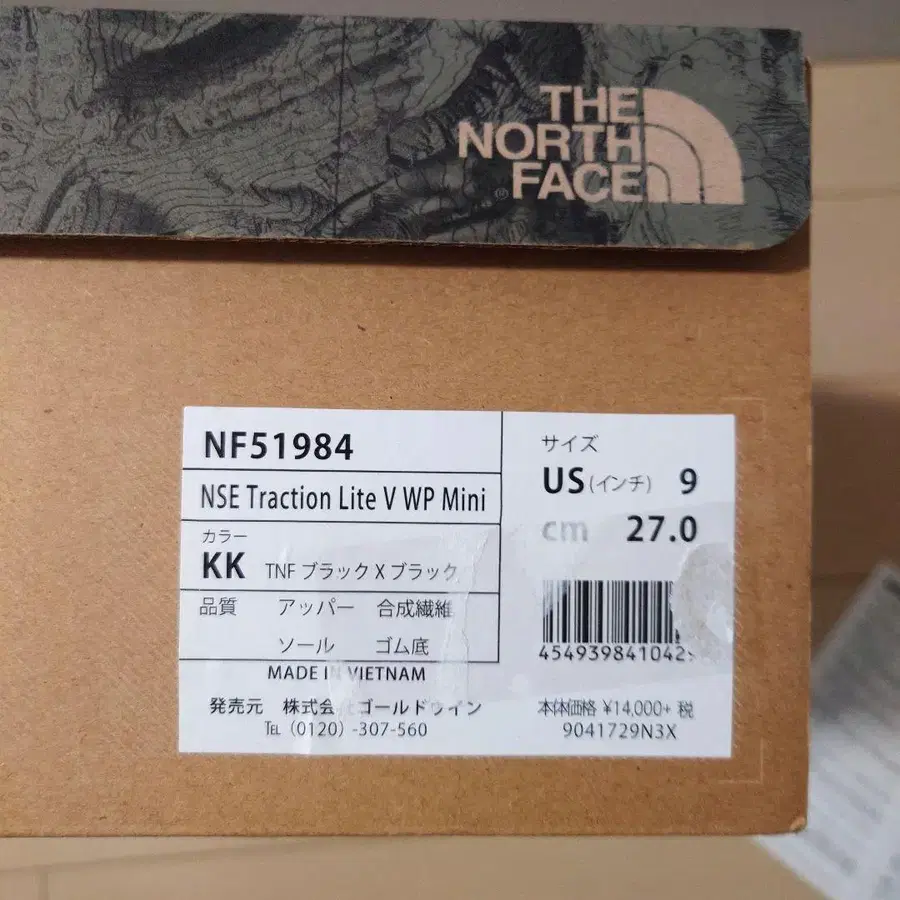 THE
NORTH
FACE
NF51984
NSE Traction Lite V WP Mini
カラー
KK TNF ブラック X ブラック
品質 アッパー 合成繊維
ソール ゴム底
MADE IN VIETNAM
発売元 株式会社ゴールドウイン
TEL (0120) -307-560
サイズ
US (インチ) 9
cm 27.0
454939841042
本体価格 ¥14,000+ 税
9041729N3X